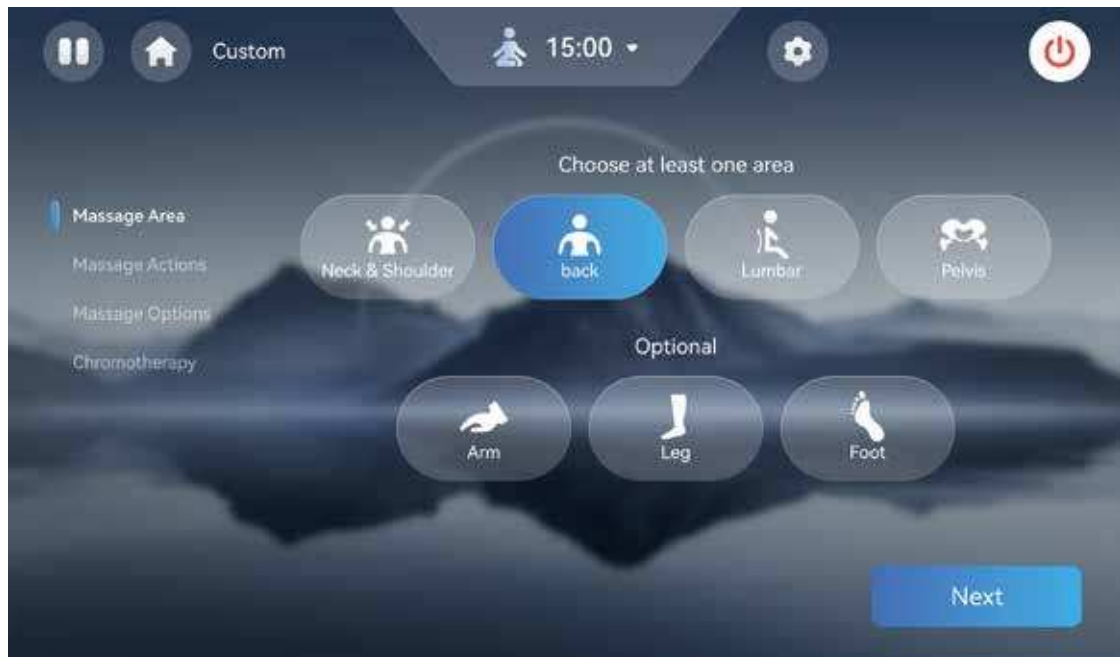 Custom
15:00
Choose at least one area
Massage Area
Massage Actions
Massage Options
Chromotherapy
Neck & Shoulder
back
Lumbar
Pelvis
Optional
Arm
Leg
Foot
Next